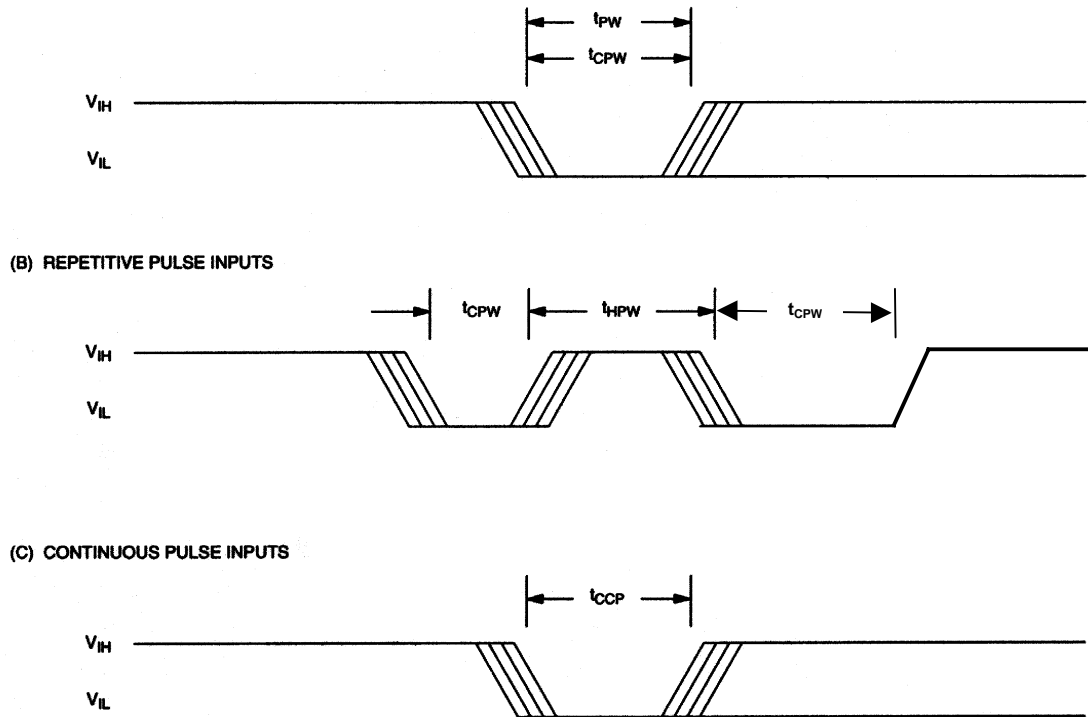 tPW
tCPW
VIH
VIL
(B) REPETITIVE PULSE INPUTS
tCPW tHPW tCPW
VIH
VIL
(C) CONTINUOUS PULSE INPUTS
tCCP
VIH
VIL